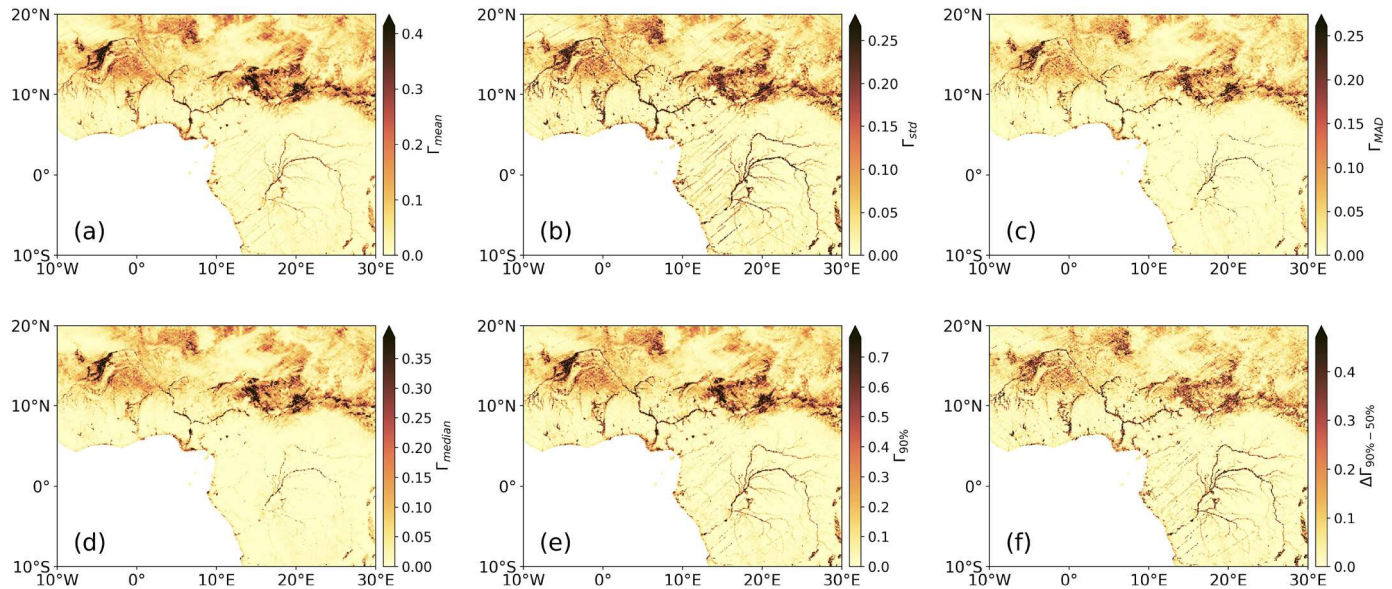 20°N
10°N
0°
10°S
10°W 0° 10°E 20°E 30°E
(a)
0.4
0.3
0.2
0.1
0.0
Γmean
20°N
10°N
0°
10°S
10°W 0° 10°E 20°E 30°E
(b)
0.25
0.20
0.15
0.10
0.05
0.00
Γstd
20°N
10°N
0°
10°S
10°W 0° 10°E 20°E 30°E
(c)
0.25
0.20
0.15
0.10
0.05
0.00
ΓMAD
20°N
10°N
0°
10°S
10°W 0° 10°E 20°E 30°E
(d)
0.35
0.30
0.25
0.20
0.15
0.10
0.05
0.00
Γmedian
20°N
10°N
0°
10°S
10°W 0° 10°E 20°E 30°E
(e)
0.7
0.6
0.5
0.4
0.3
0.2
0.1
0.0
Γ90%
20°N
10°N
0°
10°S
10°W 0° 10°E 20°E 30°E
(f)
0.4
0.3
0.2
0.1
0.0
ΔΓ90% − 50%